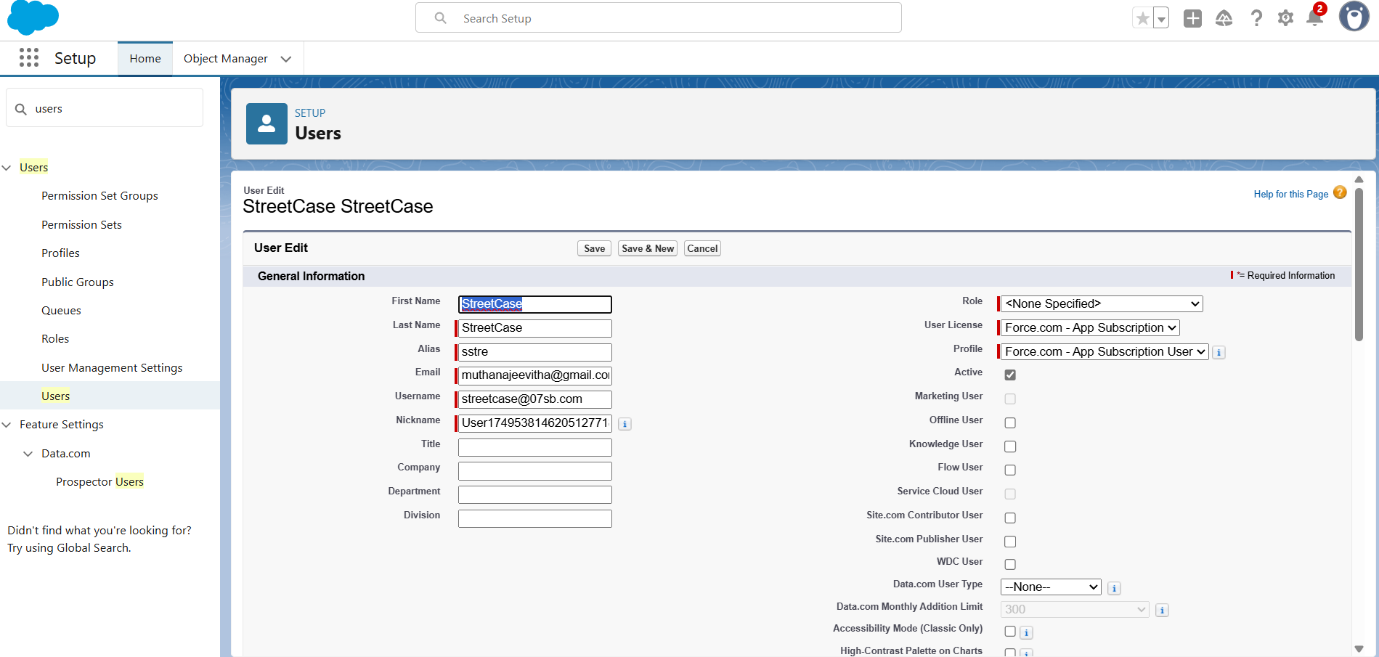 Search Setup
2
Setup
Home
Object Manager
users
SETUP
Users
Users
Permission Set Groups
Permission Sets
Profiles
Public Groups
Queues
Roles
User Management Settings
Users
Feature Settings
Data.com
Prospector Users
Didn't find what you're looking for?
Try using Global Search.
User Edit
StreetCase StreetCase
Help for this Page ?
User Edit
Save
Save & New
Cancel
General Information
*= Required Information
First Name StreetCase
Last Name StreetCase
Alias sstre
Email muthanajeevitha@gmail.co
Username streetcase@07sb.com
Nickname User174953814620512771 i
Title
Company
Department
Division
Role <None Specified>
User License Force.com - App Subscription
Profile Force.com - App Subscription User i
Active
Marketing User
Offline User
Knowledge User
Flow User
Service Cloud User
Site.com Contributor User
Site.com Publisher User
WDC User
Data.com User Type --None-- i
Data.com Monthly Addition Limit 300 i
Accessibility Mode (Classic Only) i
High-Contrast Palette on Charts i